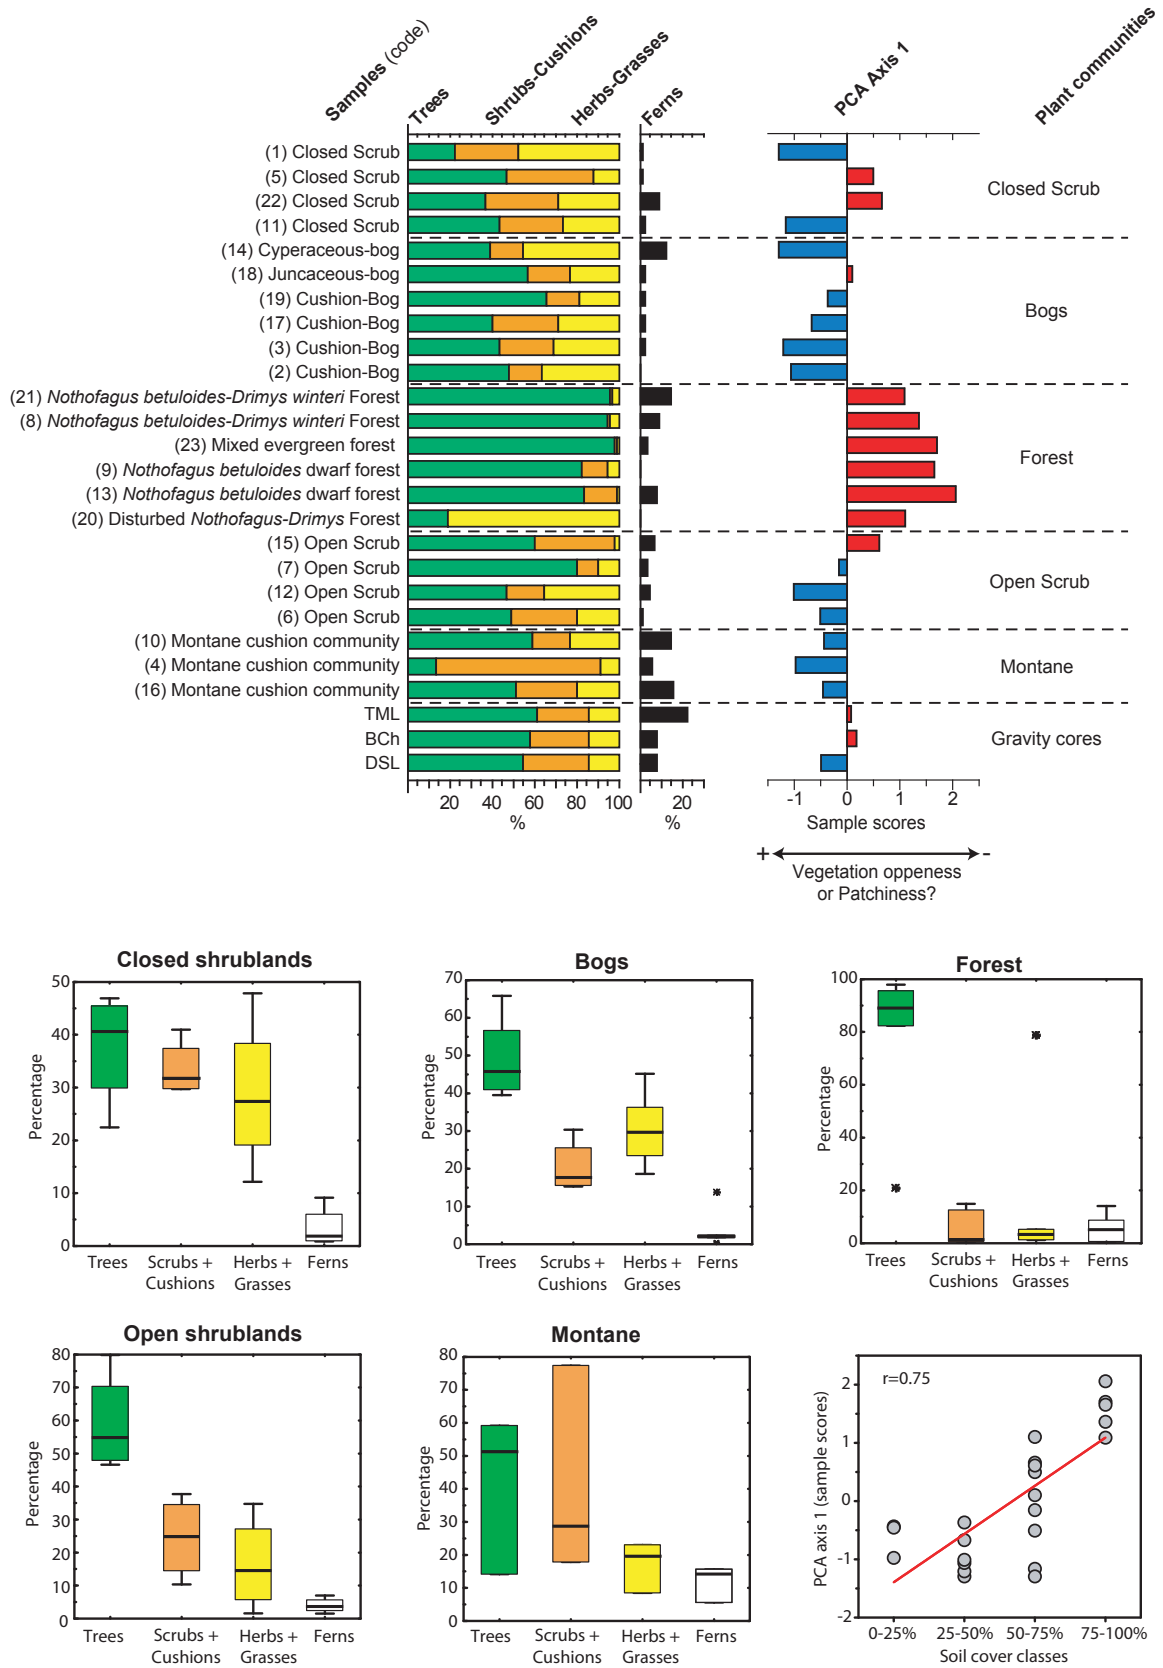 Samples (code)
Trees
Shrubs-Cushions
Herbs-Grasses
Ferns
PCA Axis 1
Plant communities
(1) Closed Scrub
(5) Closed Scrub
(22) Closed Scrub
(11) Closed Scrub
(14) Cyperaceous-bog
(18) Juncaceous-bog
(19) Cushion-Bog
(17) Cushion-Bog
(3) Cushion-Bog
(2) Cushion-Bog
(21) Nothofagus betuloides-Drimys winteri Forest
(8) Nothofagus betuloides-Drimys winteri Forest
(23) Mixed evergreen forest
(9) Nothofagus betuloides dwarf forest
(13) Nothofagus betuloides dwarf forest
(20) Disturbed Nothofagus-Drimys Forest
(15) Open Scrub
(7) Open Scrub
(12) Open Scrub
(6) Open Scrub
(10) Montane cushion community
(4) Montane cushion community
(16) Montane cushion community
TML
BCh
DSL
Closed Scrub
Bogs
Forest
Open Scrub
Montane
Gravity cores
20 40 60 80 100
%
20
%
-1 0 1 2
Sample scores
+ -
Vegetation oppeness
or Patchiness?
Closed shrublands
50
40
30
20
10
0
Percentage
Trees
Scrubs +
Cushions
Herbs +
Grasses
Ferns
Bogs
70
60
50
40
30
20
10
0
Percentage
Trees
Scrubs +
Cushions
Herbs +
Grasses
Ferns
Forest
100
80
60
40
20
0
Percentage
Trees
Scrubs +
Cushions
Herbs +
Grasses
Ferns
Open shrublands
80
70
60
50
40
30
20
10
0
Percentage
Trees
Scrubs +
Cushions
Herbs +
Grasses
Ferns
Montane
80
70
60
50
40
30
20
10
0
Percentage
Trees
Scrubs +
Cushions
Herbs +
Grasses
Ferns
r=0.75
2
1
0
-1
-2
PCA axis 1 (sample scores)
0-25% 25-50% 50-75% 75-100%
Soil cover classes